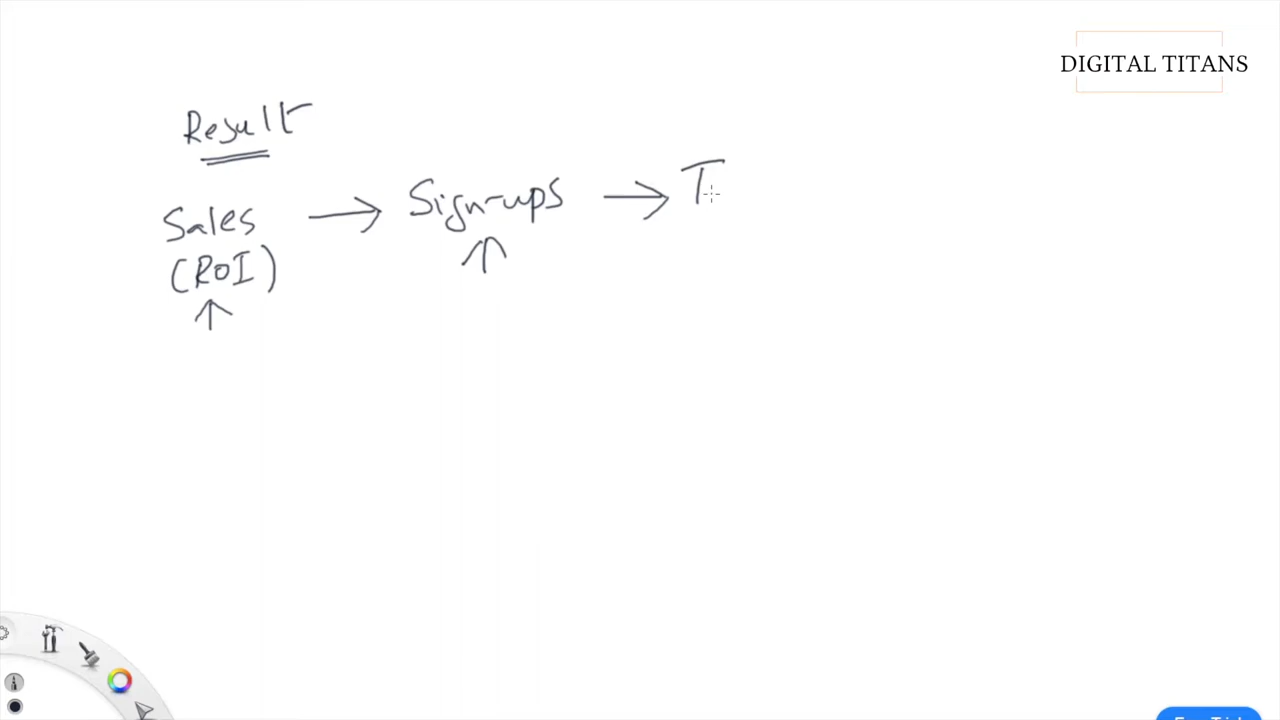 DIGITAL TITANS
Result
Sales → Sign-ups → T
(ROI) ↑
↑